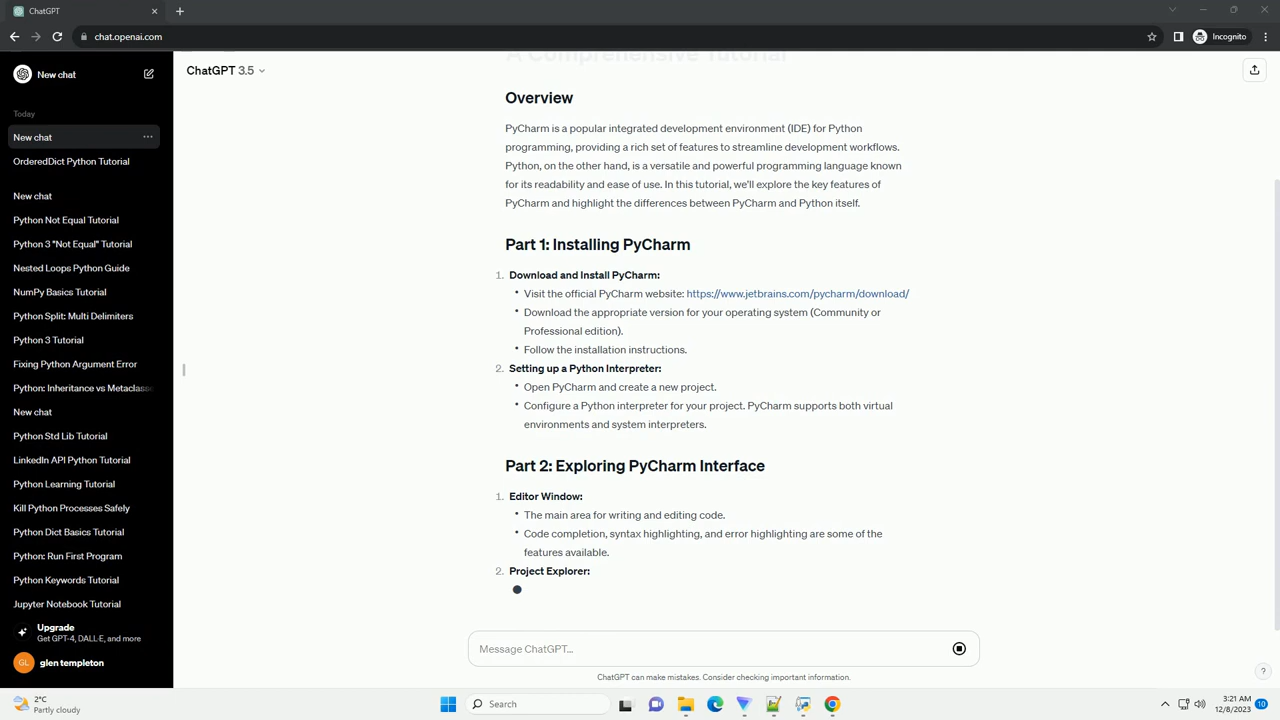 ChatGPT
chat.openai.com
Incognito
New chat
Today
New chat
OrderedDict Python Tutorial
New chat
Python Not Equal Tutorial
Python 3 "Not Equal" Tutorial
Nested Loops Python Guide
NumPy Basics Tutorial
Python Split: Multi Delimiters
Python 3 Tutorial
Fixing Python Argument Error
Python: Inheritance vs Metaclasse
New chat
Python Std Lib Tutorial
LinkedIn API Python Tutorial
Python Learning Tutorial
Kill Python Processes Safely
Python Dict Basics Tutorial
Python: Run First Program
Python Keywords Tutorial
Jupyter Notebook Tutorial
Upgrade
Get GPT-4, DALL·E, and more
GL glen templeton
ChatGPT 3.5
A Comprehensive Tutorial
Overview
PyCharm is a popular integrated development environment (IDE) for Python
programming, providing a rich set of features to streamline development workflows.
Python, on the other hand, is a versatile and powerful programming language known
for its readability and ease of use. In this tutorial, we'll explore the key features of
PyCharm and highlight the differences between PyCharm and Python itself.
Part 1: Installing PyCharm
1. Download and Install PyCharm:
• Visit the official PyCharm website: https://www.jetbrains.com/pycharm/download/
• Download the appropriate version for your operating system (Community or
Professional edition).
• Follow the installation instructions.
2. Setting up a Python Interpreter:
• Open PyCharm and create a new project.
• Configure a Python interpreter for your project. PyCharm supports both virtual
environments and system interpreters.
Part 2: Exploring PyCharm Interface
1. Editor Window:
• The main area for writing and editing code.
• Code completion, syntax highlighting, and error highlighting are some of the
features available.
2. Project Explorer:
Message ChatGPT...
ChatGPT can make mistakes. Consider checking important information.
?
2°C
Partly cloudy
Search
3:21 AM
12/8/2023
10